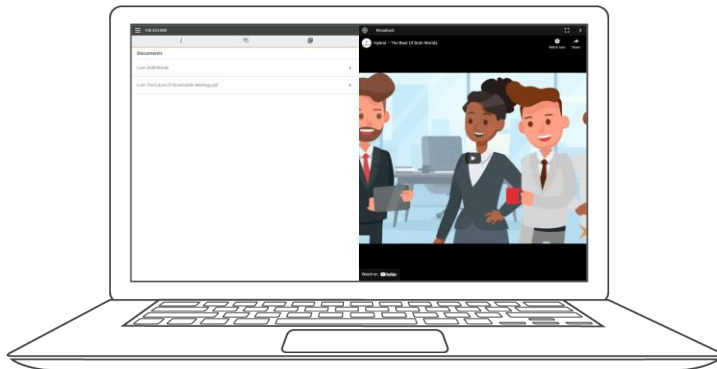 Broadcast
Hybrid – The Best Of Both Worlds
Watch later
Share
Documents
Lumi AGM Mobile
Lumi The Future Of Shareholder Meetings.pdf
Watch on YouTube